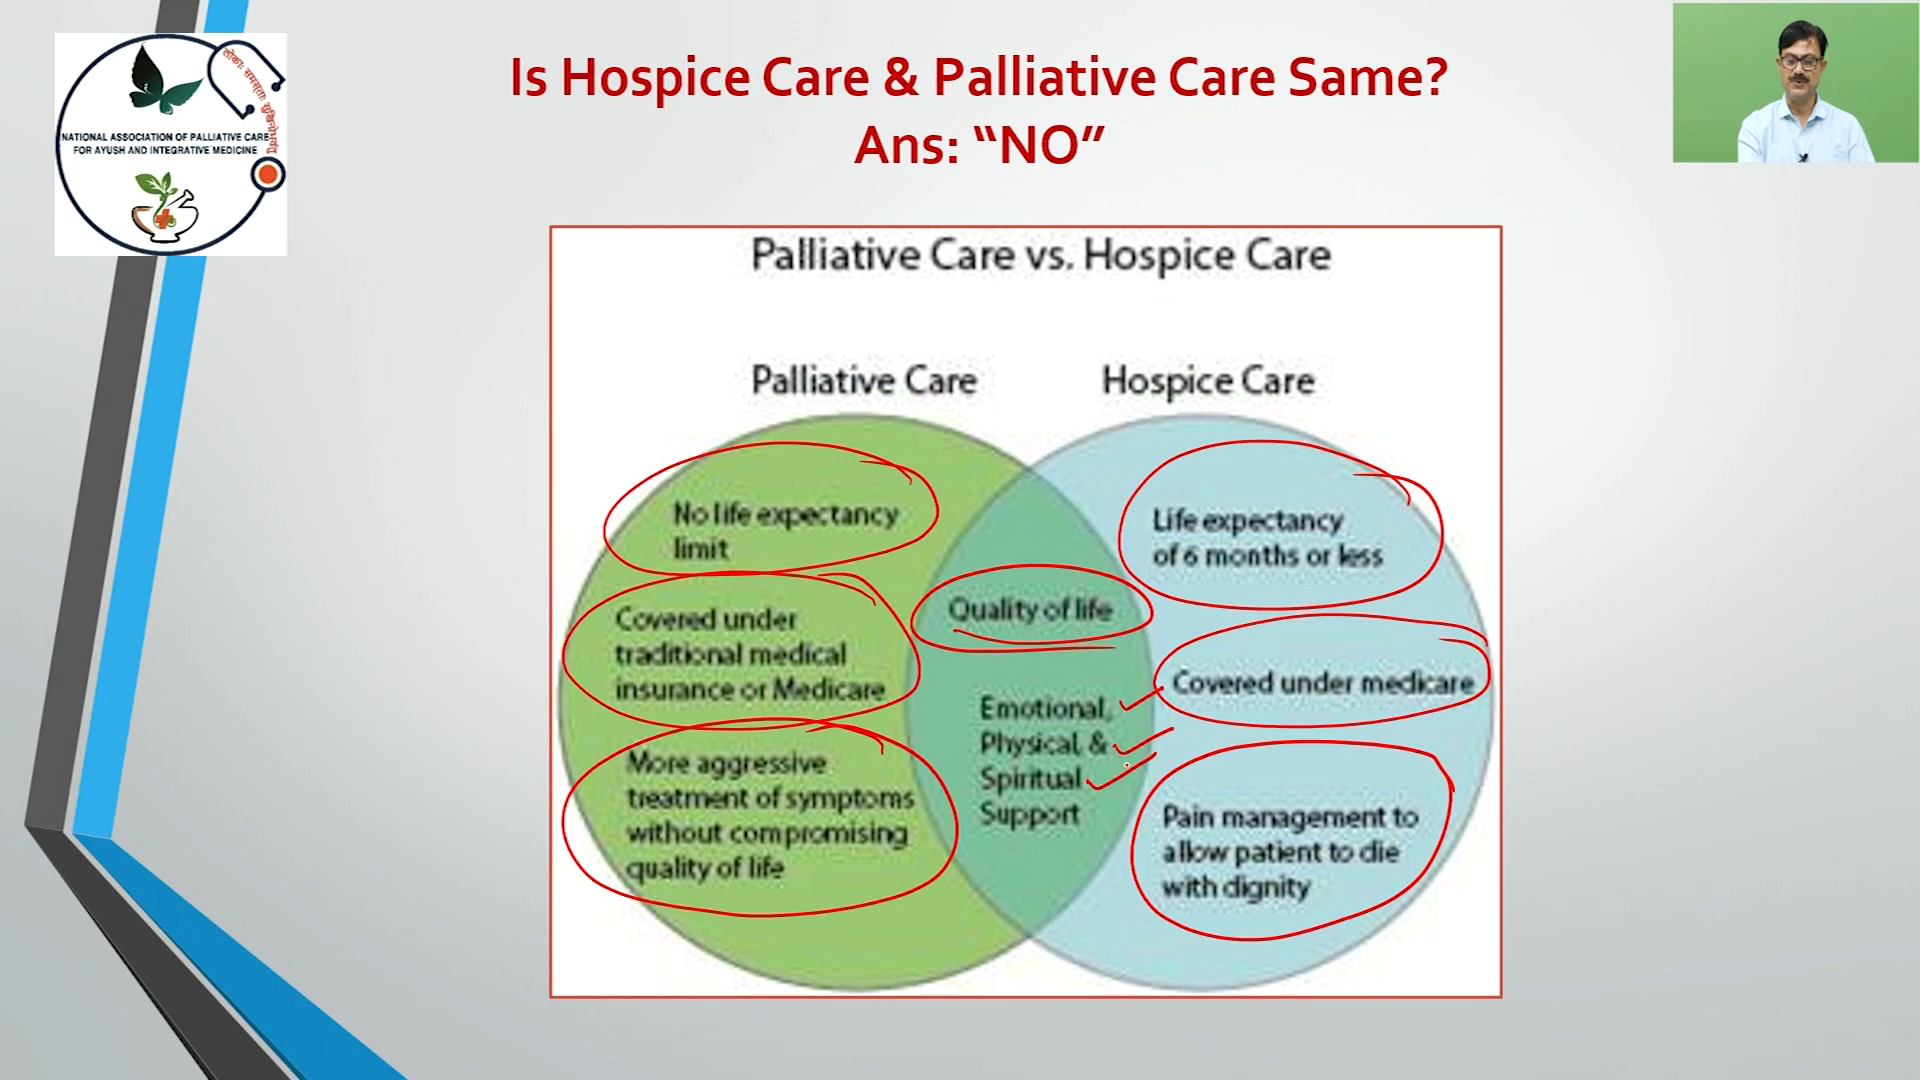 Is Hospice Care & Palliative Care Same?
Ans: “NO”
NATIONAL ASSOCIATION OF PALLIATIVE CARE
FOR AYUSH AND INTEGRATIVE MEDICINE
Palliative Care vs. Hospice Care
Palliative Care
Hospice Care
No life expectancy
limit
Covered under
traditional medical
insurance or Medicare
More aggressive
treatment of symptoms
without compromising
quality of life
Quality of life
Emotional,
Physical, &
Spiritual
Support
Life expectancy
of 6 months or less
Covered under medicare
Pain management to
allow patient to die
with dignity